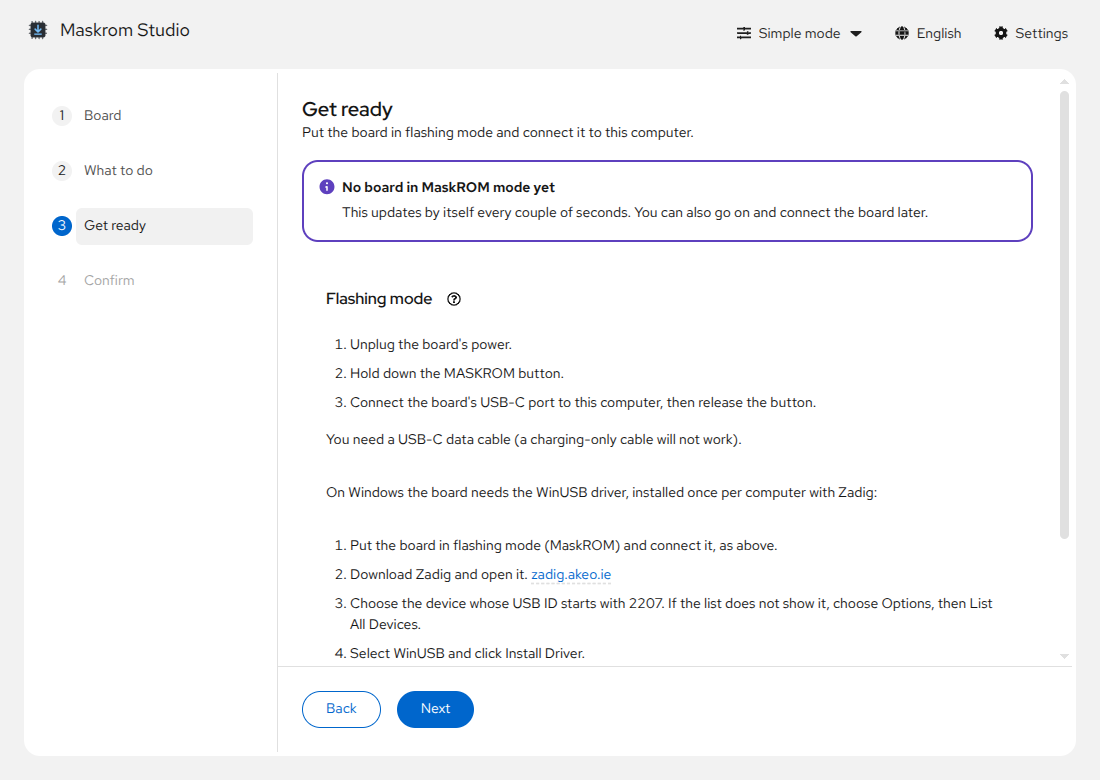 Maskrom Studio
Simple mode
English
Settings
1 Board
2 What to do
3 Get ready
4 Confirm
Get ready
Put the board in flashing mode and connect it to this computer.
No board in MaskROM mode yet
This updates by itself every couple of seconds. You can also go on and connect the board later.
Flashing mode
1. Unplug the board's power.
2. Hold down the MASKROM button.
3. Connect the board's USB-C port to this computer, then release the button.
You need a USB-C data cable (a charging-only cable will not work).
On Windows the board needs the WinUSB driver, installed once per computer with Zadig:
1. Put the board in flashing mode (MaskROM) and connect it, as above.
2. Download Zadig and open it. zadig.akeo.ie
3. Choose the device whose USB ID starts with 2207. If the list does not show it, choose Options, then List
All Devices.
4. Select WinUSB and click Install Driver.
Back
Next